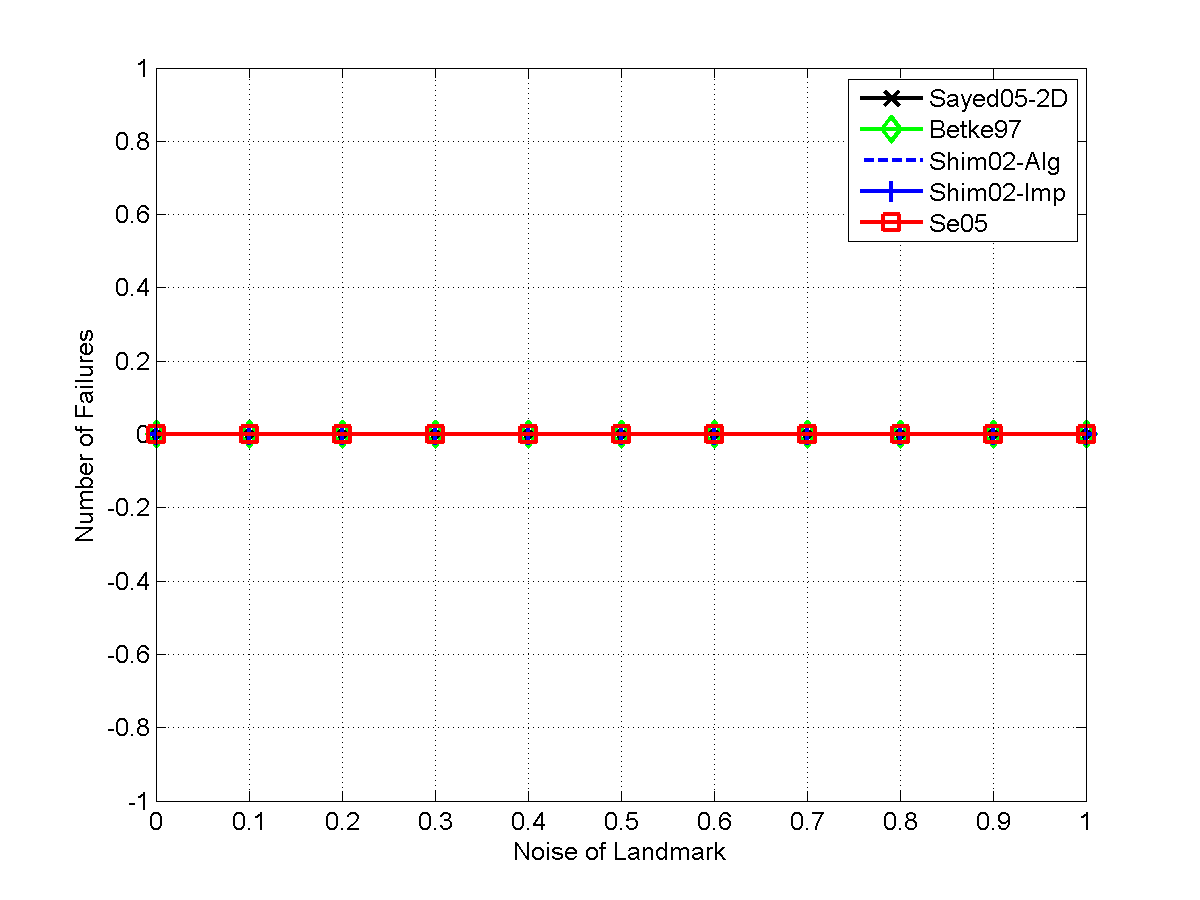 1
0.8
0.6
0.4
0.2
0
-0.2
-0.4
-0.6
-0.8
-1
Number of Failures
0 0.1 0.2 0.3 0.4 0.5 0.6 0.7 0.8 0.9 1
Noise of Landmark
Sayed05-2D
Betke97
Shim02-Alg
Shim02-Imp
Se05